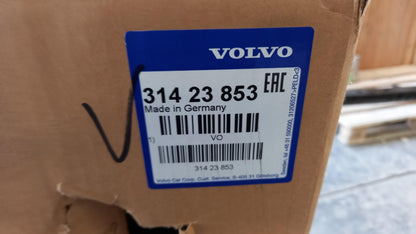 VOLVO
314 23 853
EAC
Made in Germany
1)
VO
314 23 853
Volvo Car Corp. Cust. Service, S-405 31 Göteborg